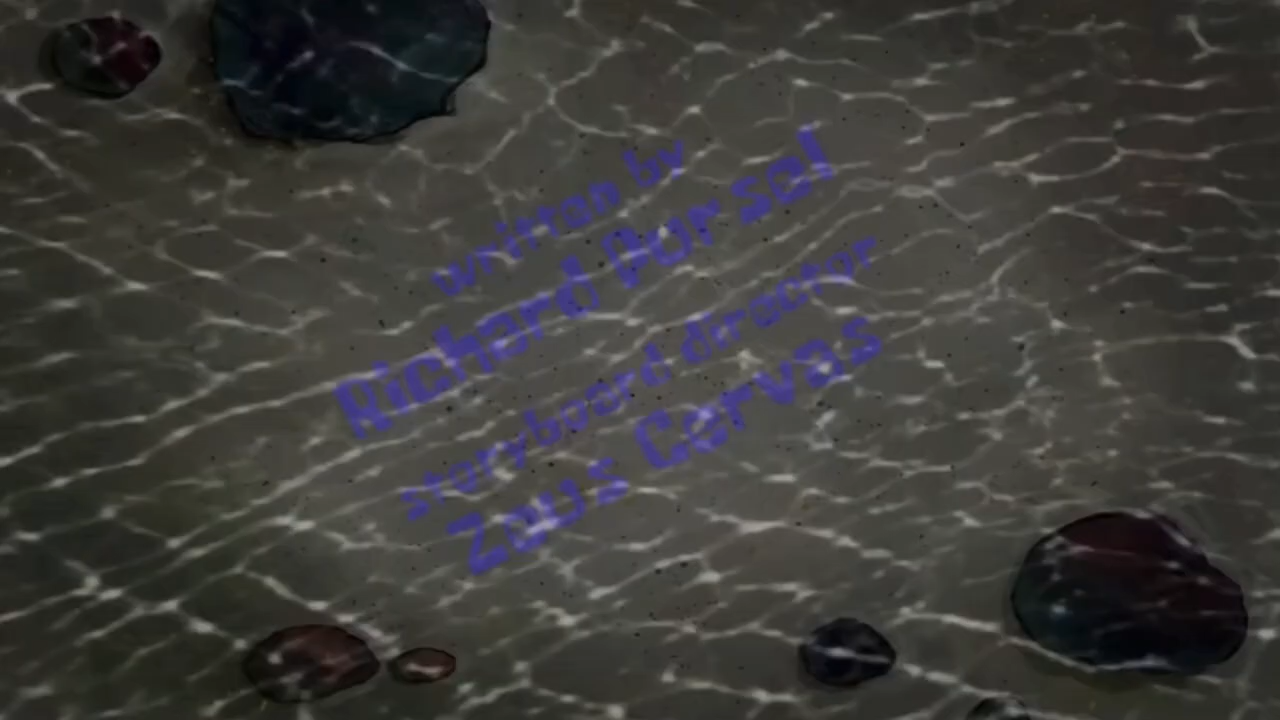 written by
Richard Pursel
storyboard director
Zeus Cervas